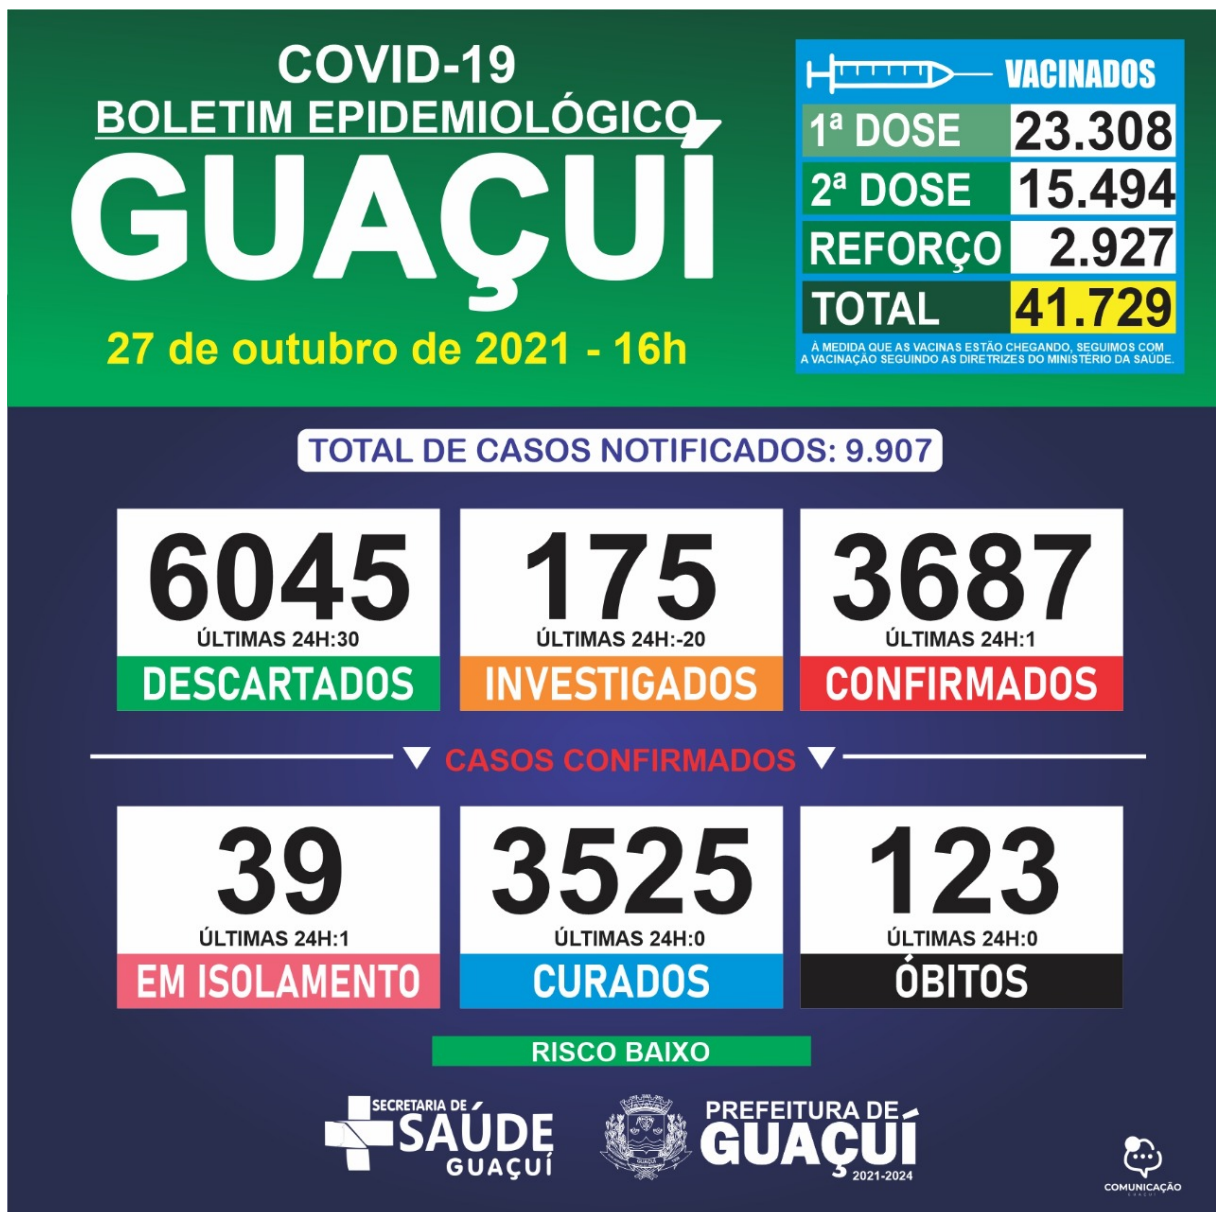 COVID-19
BOLETIM EPIDEMIOLÓGICO
GUAÇUÍ
27 de outubro de 2021 - 16h
VACINADOS
1ª DOSE 23.308
2ª DOSE 15.494
REFORÇO 2.927
TOTAL 41.729
À MEDIDA QUE AS VACINAS ESTÃO CHEGANDO, SEGUIMOS COM
A VACINAÇÃO SEGUINDO AS DIRETRIZES DO MINISTÉRIO DA SAÚDE.
TOTAL DE CASOS NOTIFICADOS: 9.907
6045
ÚLTIMAS 24H:30
DESCARTADOS
175
ÚLTIMAS 24H:-20
INVESTIGADOS
3687
ÚLTIMAS 24H:1
CONFIRMADOS
CASOS CONFIRMADOS
39
ÚLTIMAS 24H:1
EM ISOLAMENTO
3525
ÚLTIMAS 24H:0
CURADOS
123
ÚLTIMAS 24H:0
ÓBITOS
RISCO BAIXO
SECRETARIA DE
SAÚDE
GUAÇUÍ
GUAÇUÍ
PREFEITURA DE
GUAÇUÍ
2021-2024
COMUNICAÇÃO
GUAÇUÍ